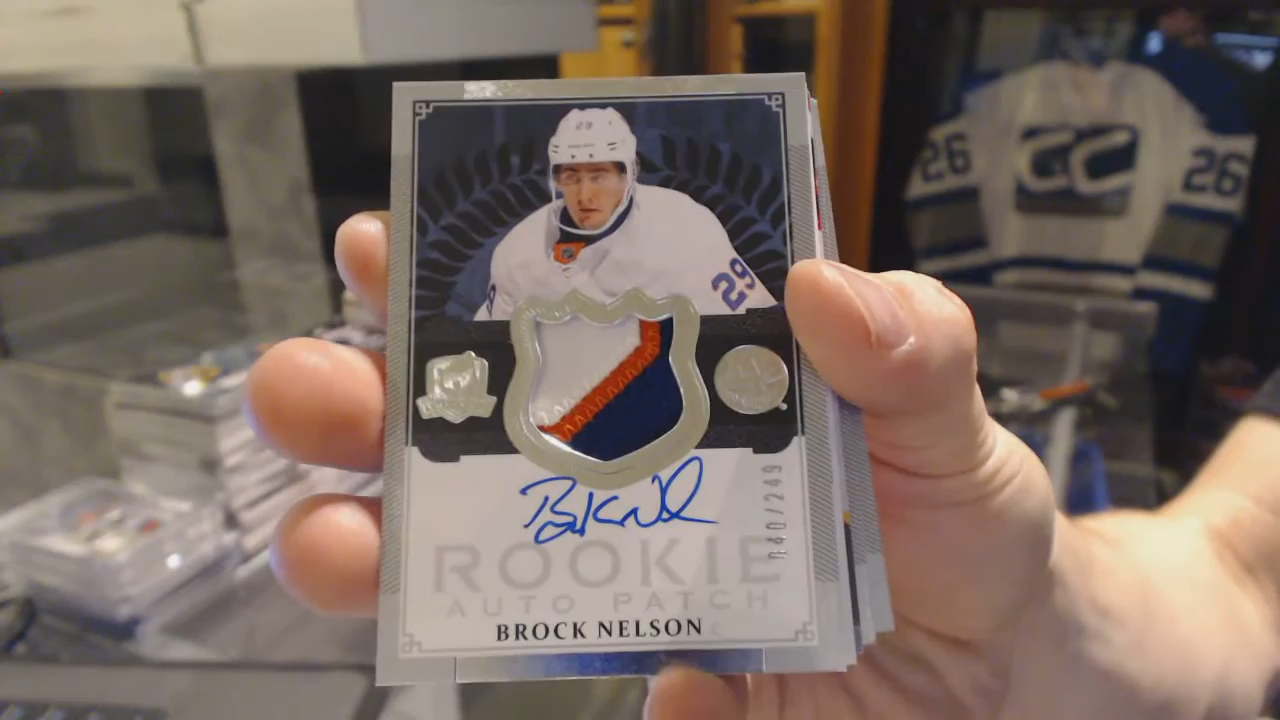 29
29
26
26
040/249
ROOKIE
AUTO PATCH
BROCK NELSON